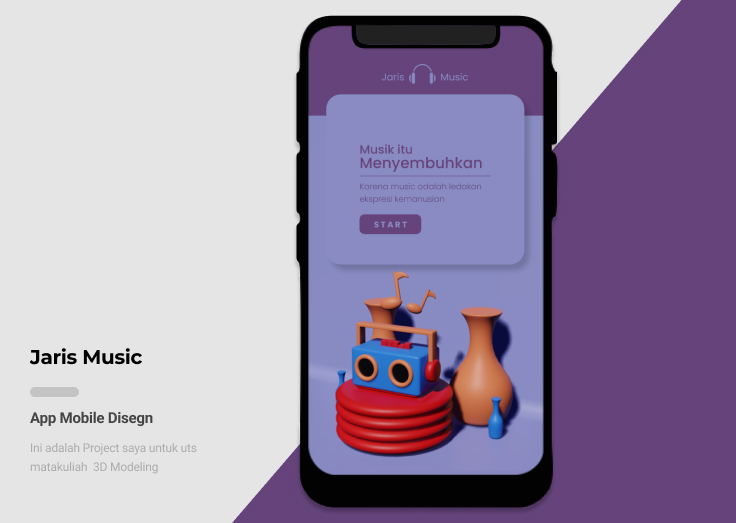 Jaris Music
Musik itu
Menyembuhkan
Karena music adalah ledakan
ekspresi kemanusian
START
Jaris Music
App Mobile Disegn
Ini adalah Project saya untuk uts
matakuliah 3D Modeling